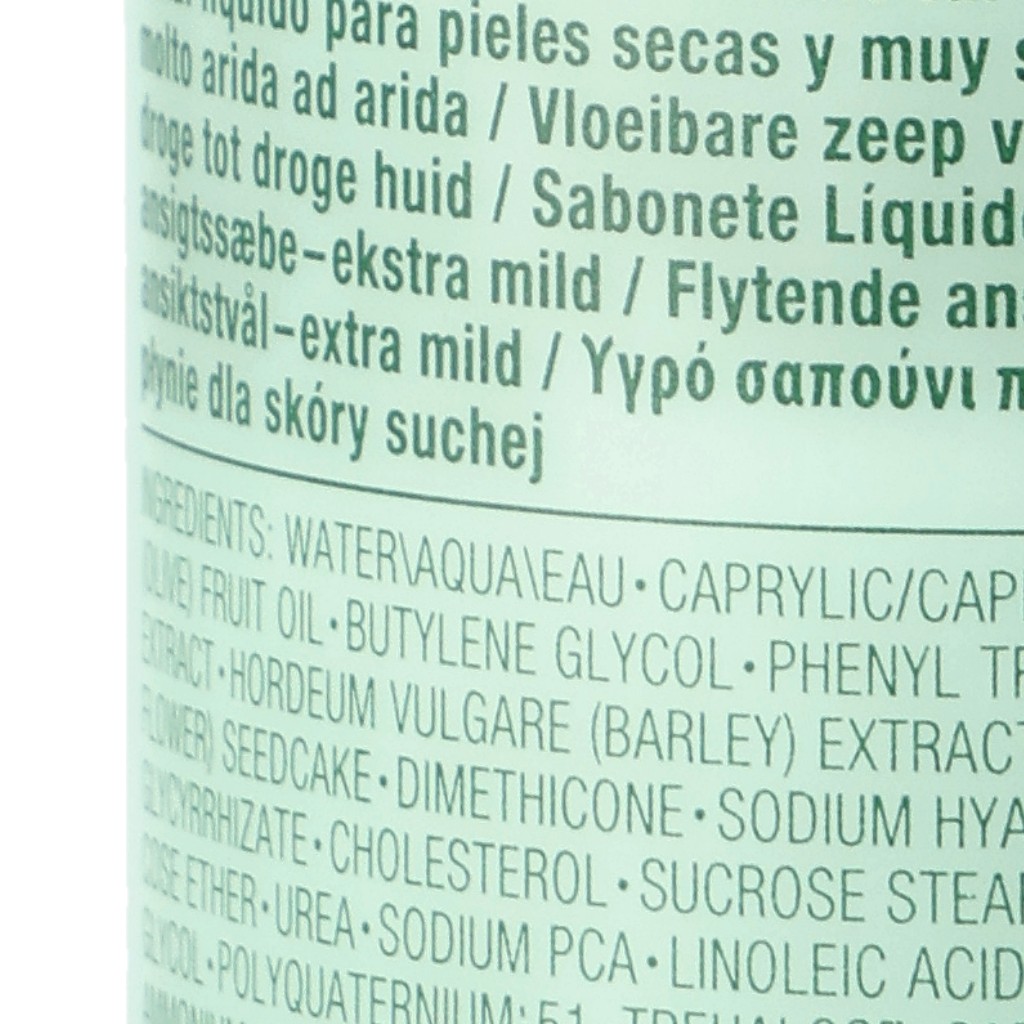 líquido para pieles secas y muy
molto arida ad arida / Vloeibare zeep v
droge tot droge huid / Sabonete Líquid
ansigtssæbe–ekstra mild / Flytende an
ansiktstvål–extra mild / Υγρό σαπούνι π
płynie dla skóry suchej
INGREDIENTS: WATER\AQUA\EAU • CAPRYLIC/CAP
(OLIVE) FRUIT OIL • BUTYLENE GLYCOL • PHENYL TR
EXTRACT • HORDEUM VULGARE (BARLEY) EXTRACT
FLOWER) SEEDCAKE • DIMETHICONE • SODIUM HYA
GLYCYRRHIZATE • CHOLESTEROL • SUCROSE STEAR
COSE ETHER • UREA • SODIUM PCA • LINOLEIC ACID
GLYCOL • POLYQUATERNIUM-51